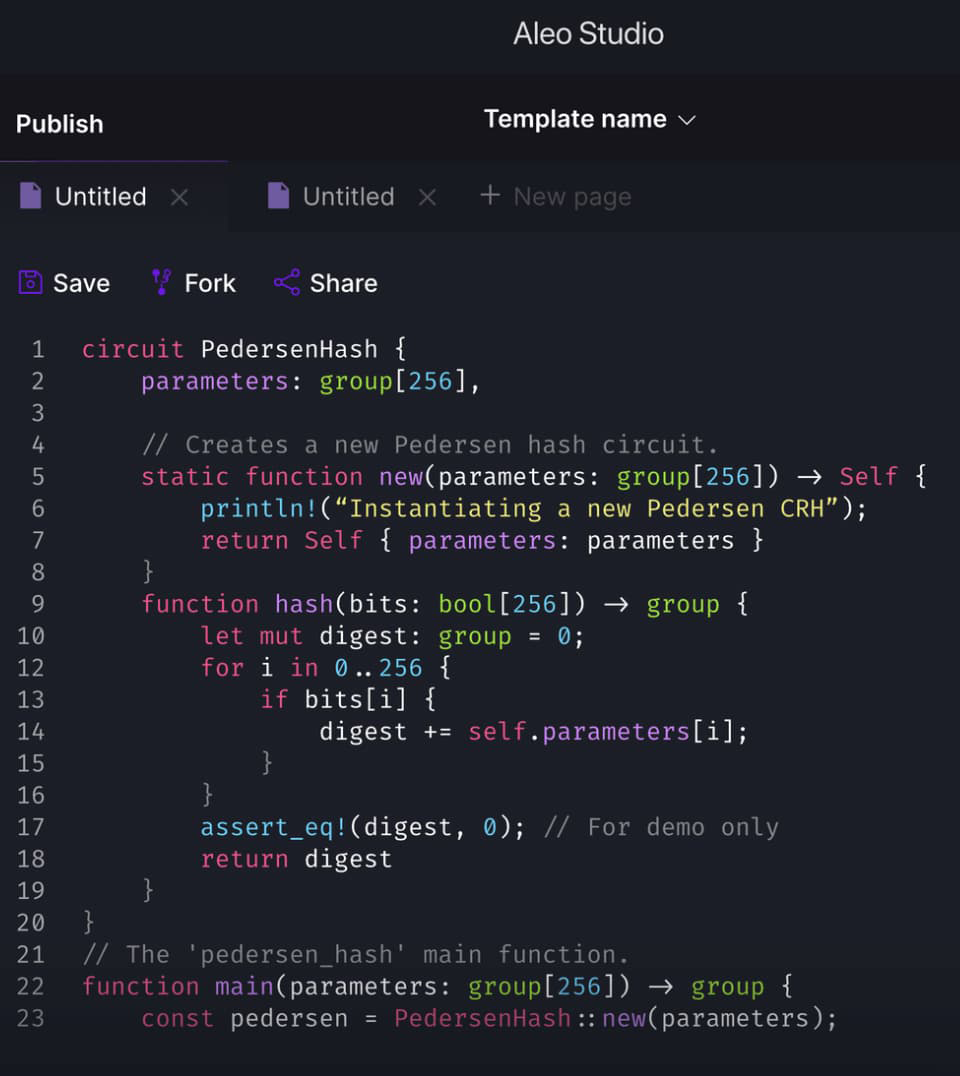 Aleo Studio
Publish
Template name
Untitled
Untitled
+ New page
Save
Fork
Share
1 circuit PedersenHash {
2 parameters: group[256],
3
4 // Creates a new Pedersen hash circuit.
5 static function new(parameters: group[256]) → Self {
6 println!(“Instantiating a new Pedersen CRH”);
7 return Self { parameters: parameters }
8 }
9 function hash(bits: bool[256]) → group {
10 let mut digest: group = 0;
12 for i in 0..256 {
13 if bits[i] {
14 digest += self.parameters[i];
15 }
16 }
17 assert_eq!(digest, 0); // For demo only
18 return digest
19 }
20 }
21 // The 'pedersen_hash' main function.
22 function main(parameters: group[256]) → group {
23 const pedersen = PedersenHash::new(parameters);